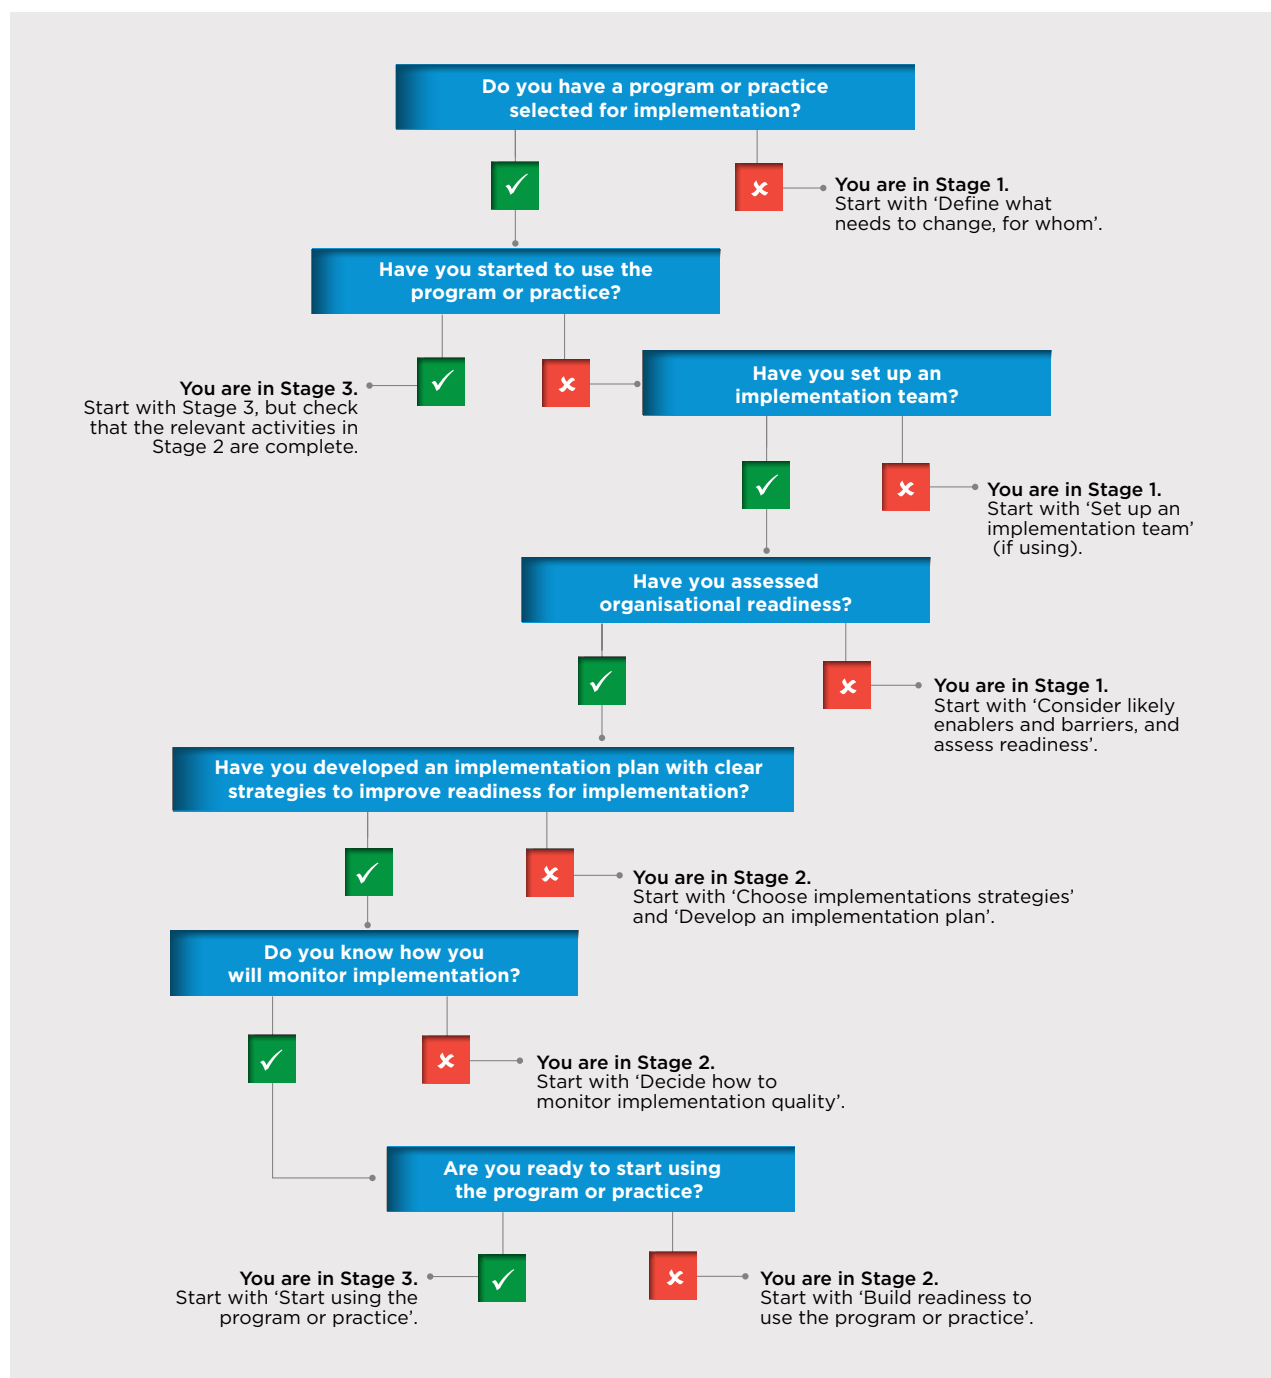 Do you have a program or practice
selected for implementation?
You are in Stage 1.
Start with ‘Define what
needs to change, for whom’.
Have you started to use the
program or practice?
You are in Stage 3.
Start with Stage 3, but check
that the relevant activities in
Stage 2 are complete.
Have you set up an
implementation team?
You are in Stage 1.
Start with ‘Set up an
implementation team’
(if using).
Have you assessed
organisational readiness?
You are in Stage 1.
Start with ‘Consider likely
enablers and barriers, and
assess readiness’.
Have you developed an implementation plan with clear
strategies to improve readiness for implementation?
You are in Stage 2.
Start with ‘Choose implementations strategies’
and ‘Develop an implementation plan’.
Do you know how you
will monitor implementation?
You are in Stage 2.
Start with ‘Decide how to
monitor implementation quality’.
Are you ready to start using
the program or practice?
You are in Stage 3.
Start with ‘Start using the
program or practice’.
You are in Stage 2.
Start with ‘Build readiness to
use the program or practice’.